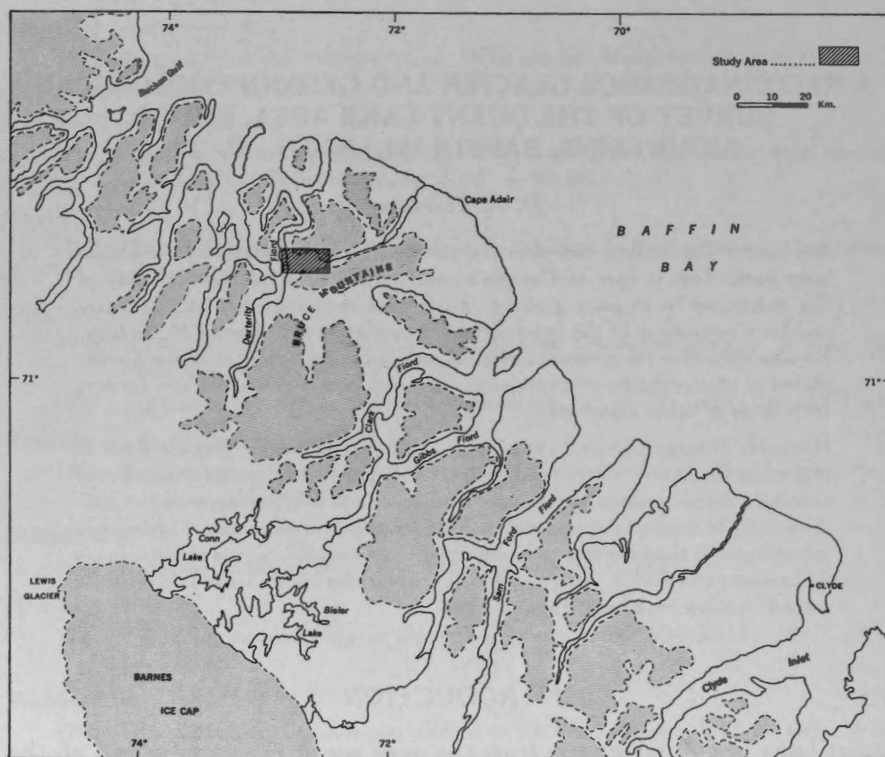 74°
72°
70°
Study Area
0 10 20
Km.
Buchan Gulf
Cape Adair
BAFFIN
BAY
Fiord
MOUNTAINS
Dexterity
BRUCE
71°
71°
Fiord
Clark
Gibbs Fiord
Fiord
Ford
Sam
Conn
Lake
LEWIS
GLACIER
Bieler
Lake
CLYDE
BARNES
ICE CAP
Clyde Inlet
74°
72°